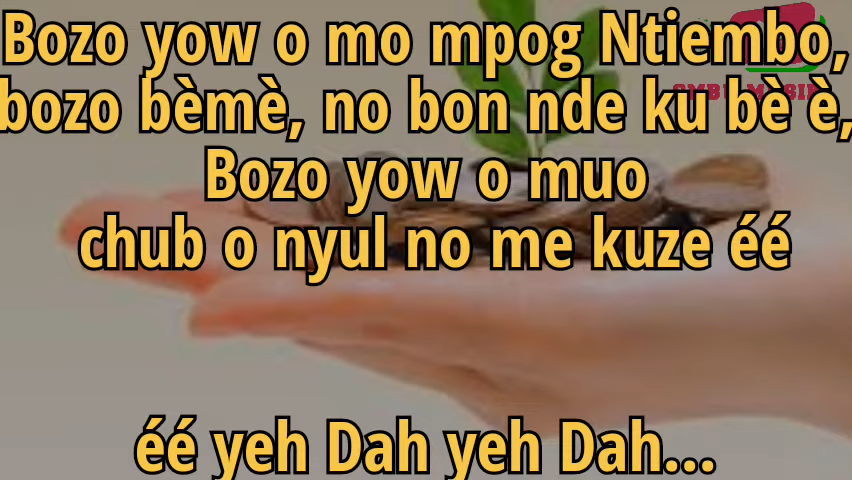 Bozo yow o mo mpog Ntiembo,
bozo bèmè, no bon nde ku bè è,
Bozo yow o muo
chub o nyul no me kuze éé
éé yeh Dah yeh Dah...